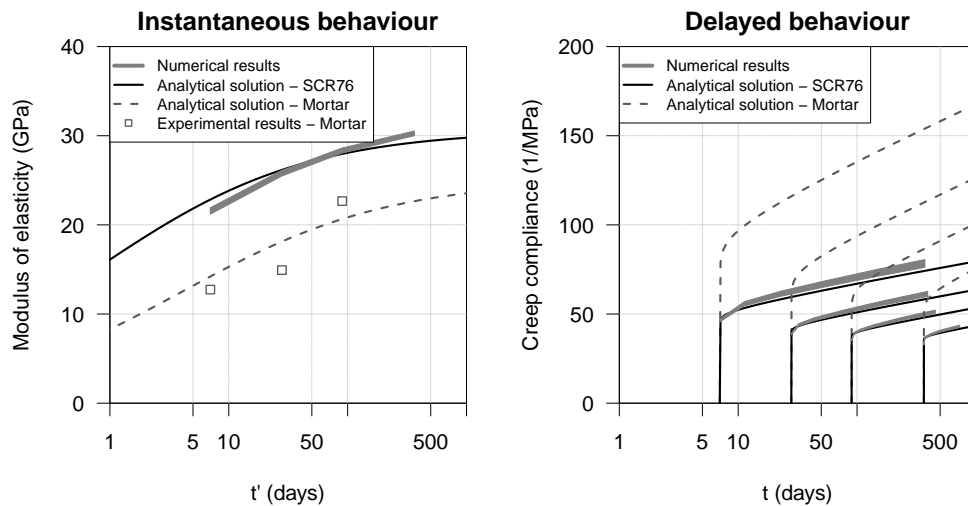 Instantaneous behaviour
Modulus of elasticity (GPa)
40
30
20
10
0
Numerical results
Analytical solution – SCR76
Analytical solution – Mortar
Experimental results – Mortar
1 5 10 50 500
t' (days)
Delayed behaviour
Creep compliance (1/MPa)
200
150
100
50
0
Numerical results
Analytical solution – SCR76
Analytical solution – Mortar
1 5 10 50 500
t (days)